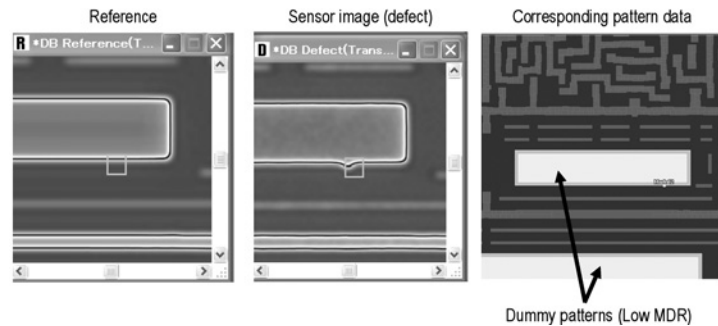 Reference
Sensor image (defect)
Corresponding pattern data
R *DB Reference(T...
D *DB Defect(Trans...
Dummy patterns (Low MDR)